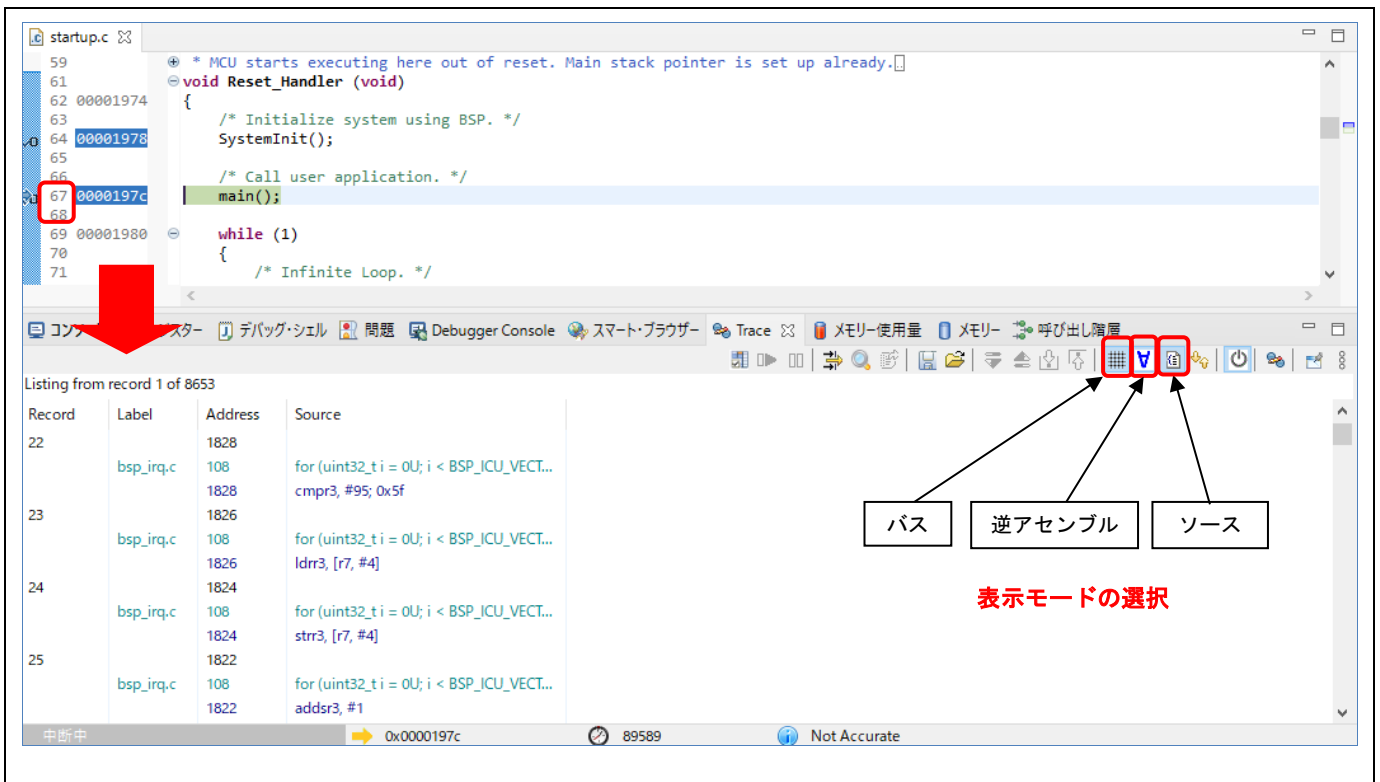 startup.c
59 * MCU starts executing here out of reset. Main stack pointer is set up already.
61 void Reset_Handler (void)
62 00001974 {
63 /* Initialize system using BSP. */
64 00001978 SystemInit();
65
66 /* Call user application. */
67 0000197c main();
68
69 00001980 while (1)
70 {
71 /* Infinite Loop. */
デバッグ・シェル 問題 Debugger Console スマート・ブラウザー Trace メモリー使用量 メモリー 呼び出し階層
Listing from record 1 of 8653
Record Label Address Source
22 1828
bsp_irq.c 108 for (uint32_t i = 0U; i < BSP_ICU_VECT...
1828 cmpr3, #95; 0x5f
23 1826
bsp_irq.c 108 for (uint32_t i = 0U; i < BSP_ICU_VECT...
1826 ldrr3, [r7, #4]
24 1824
bsp_irq.c 108 for (uint32_t i = 0U; i < BSP_ICU_VECT...
1824 strr3, [r7, #4]
25 1822
bsp_irq.c 108 for (uint32_t i = 0U; i < BSP_ICU_VECT...
1822 addsr3, #1
バス 逆アセンブル ソース
表示モードの選択
中断中 0x0000197c 89589 Not Accurate